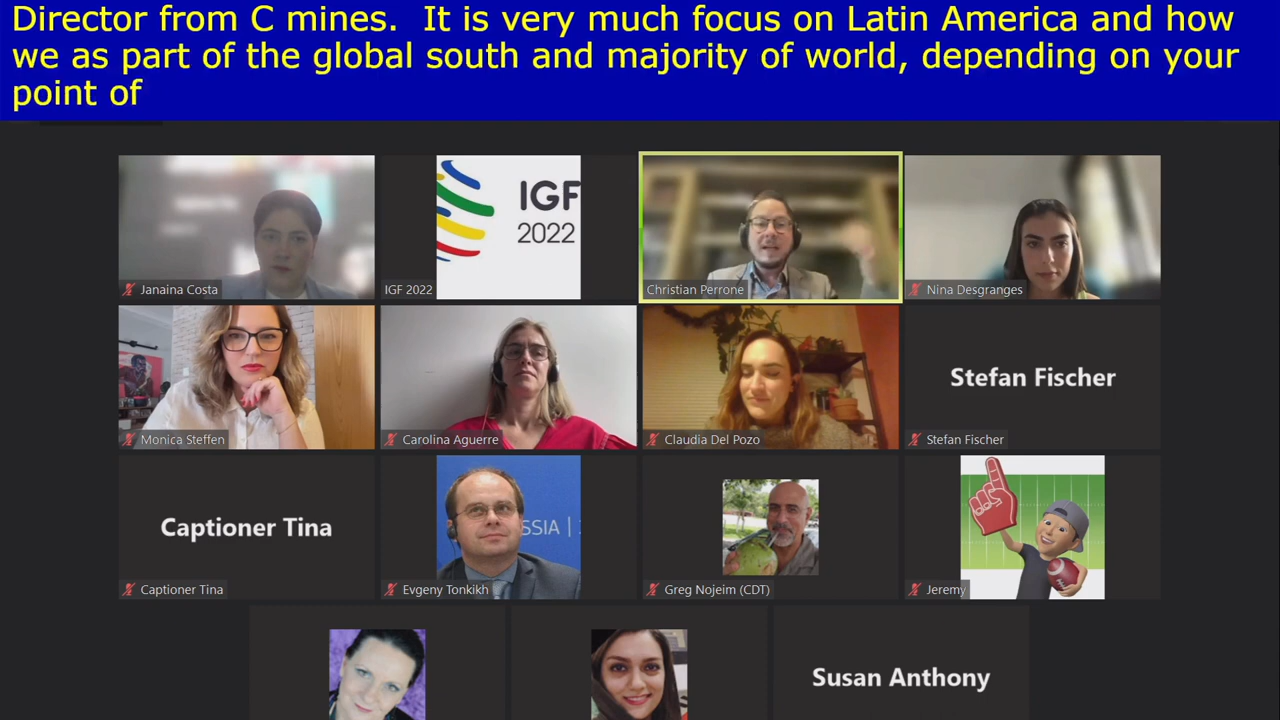 Director from C mines.  It is very much focus on Latin America and how
we as part of the global south and majority of world, depending on your
point of
IGF
2022
Janaina Costa
IGF 2022
Christian Perrone
Nina Desgranges
Monica Steffen
Carolina Aguerre
Claudia Del Pozo
Stefan Fischer
Stefan Fischer
Captioner Tina
SSIA |
Captioner Tina
Evgeny Tonkikh
Greg Nojeim (CDT)
Jeremy
Susan Anthony